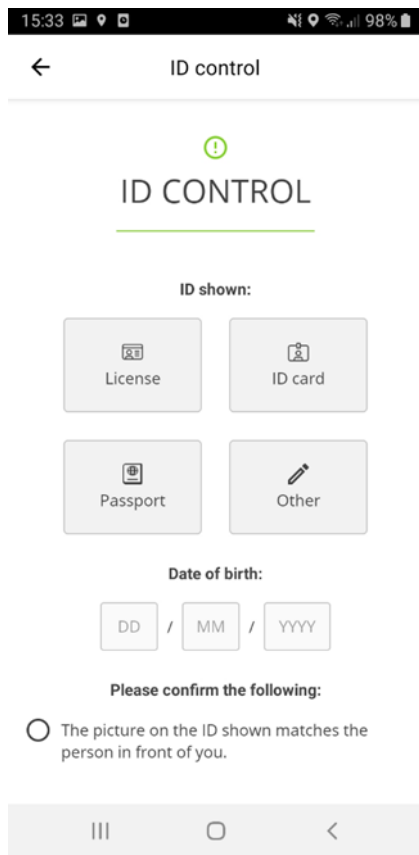 15:33 98%
ID control
ID CONTROL
ID shown:
License
ID card
Passport
Other
Date of birth:
DD / MM / YYYY
Please confirm the following:
The picture on the ID shown matches the
person in front of you.